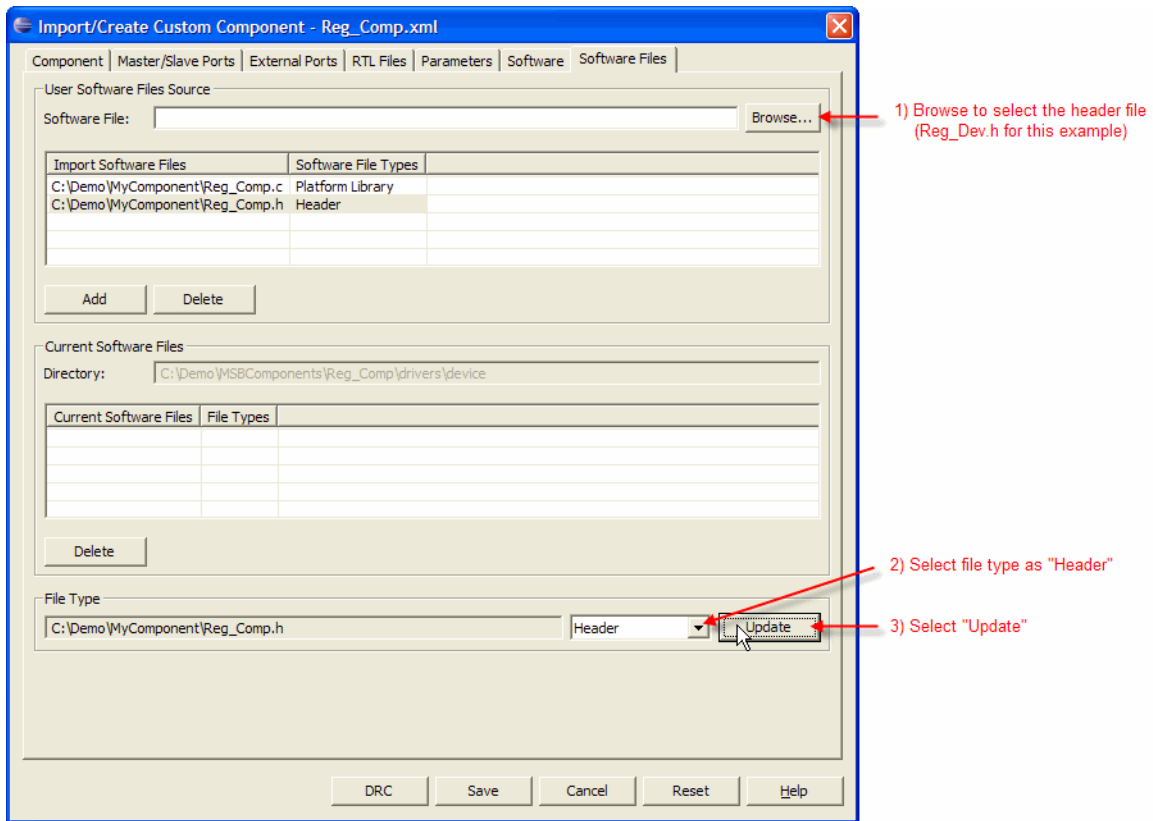 Import/Create Custom Component - Reg_Comp.xml
Component Master/Slave Ports External Ports RTL Files Parameters Software Software Files
User Software Files Source
Software File: Browse...
1) Browse to select the header file
(Reg_Dev.h for this example)
Import Software Files Software File Types
C:\Demo\MyComponent\Reg_Comp.c Platform Library
C:\Demo\MyComponent\Reg_Comp.h Header
Add Delete
Current Software Files
Directory: C:\Demo\MSBComponents\Reg_Comp\drivers\device
Current Software Files File Types
Delete
2) Select file type as "Header"
File Type
C:\Demo\MyComponent\Reg_Comp.h Header Update
3) Select "Update"
DRC Save Cancel Reset Help